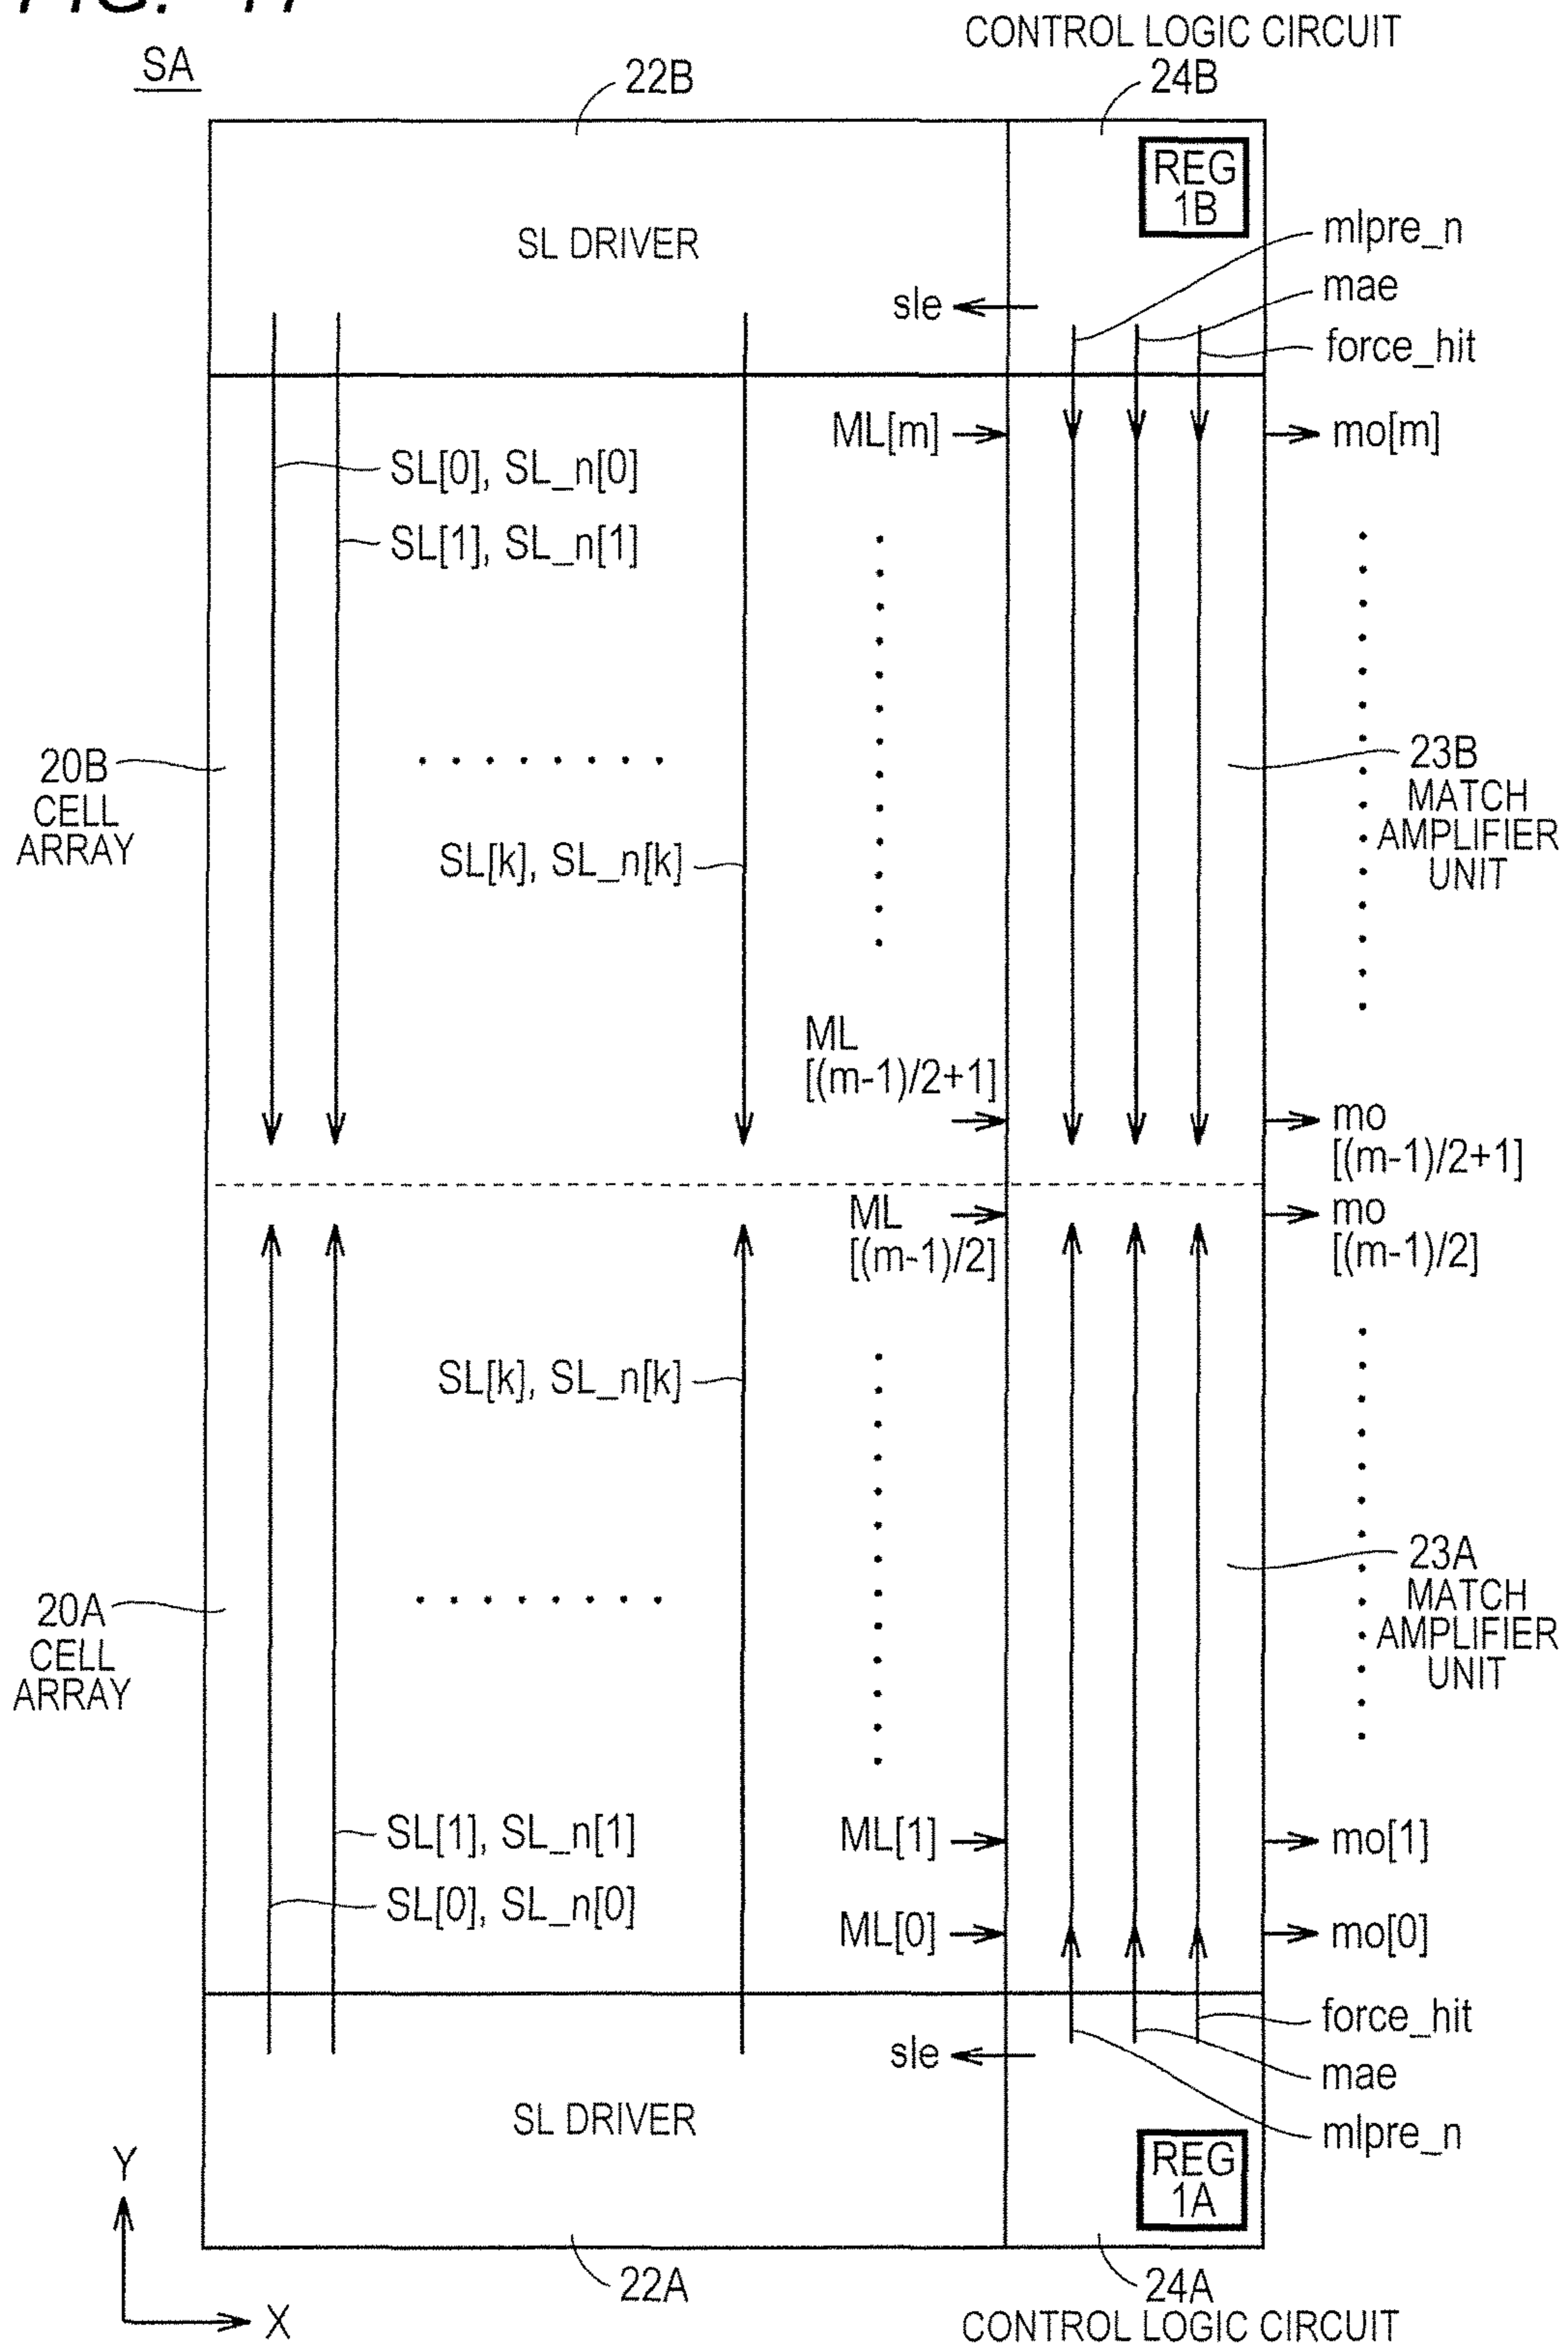 SA
CONTROL LOGIC CIRCUIT
22B
24B
REG
1B
SL DRIVER
mlpre_n
sle
mae
force_hit
ML[m]
mo[m]
SL[0], SL_n[0]
SL[1], SL_n[1]
20B
CELL
ARRAY
23B
MATCH
AMPLIFIER
UNIT
SL[k], SL_n[k]
ML
[(m-1)/2+1]
mo
[(m-1)/2+1]
ML
[(m-1)/2]
mo
[(m-1)/2]
SL[k], SL_n[k]
20A
CELL
ARRAY
23A
MATCH
AMPLIFIER
UNIT
SL[1], SL_n[1]
ML[1]
mo[1]
SL[0], SL_n[0]
ML[0]
mo[0]
force_hit
sle
mae
SL DRIVER
mlpre_n
REG
1A
Y
X
22A
24A
CONTROL LOGIC CIRCUIT